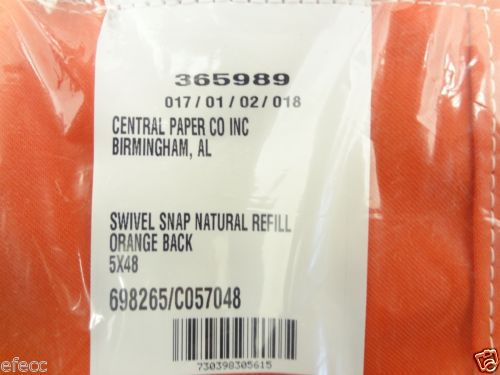 365989
017/01/02/018
CENTRAL PAPER CO INC
BIRMINGHAM, AL
SWIVEL SNAP NATURAL REFILL
ORANGE BACK
5X48
698265/C057048
730398305615
efecc